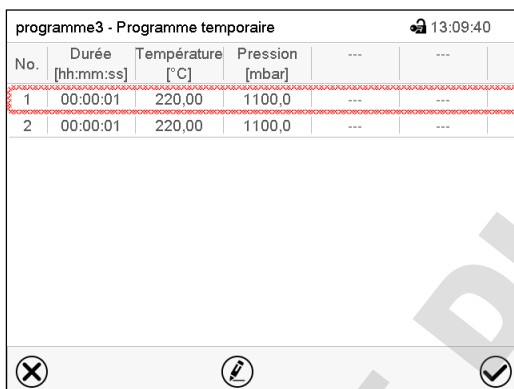 programme3 - Programme temporaire 13:09:40
No. Durée [hh:mm:ss] Température [°C] Pression [mbar] --- ---
1 00:00:01 220,00 1100,0 --- ---
2 00:00:01 220,00 1100,0 --- ---